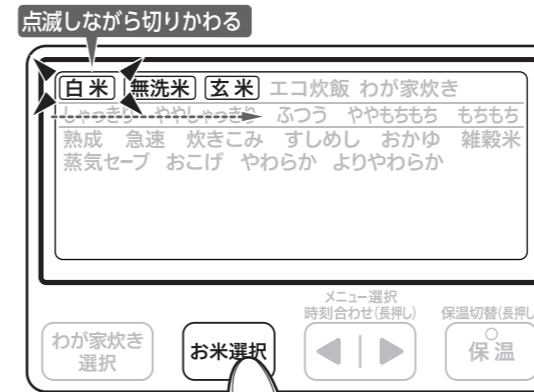 点滅しながら切りかわる
白米 無洗米 玄米 エコ炊飯 わが家炊き
しゃっきり ややしゃっきり ふつう ややもちもち もちもち
熟成 急速 炊きこみ すしめし おかゆ 雑穀米
蒸気セーブ おこげ やわらか よりやわらか
メニュー選択
時刻合わせ(長押し) 保温切替(長押し
わが家炊き
選択
お米選択
保温